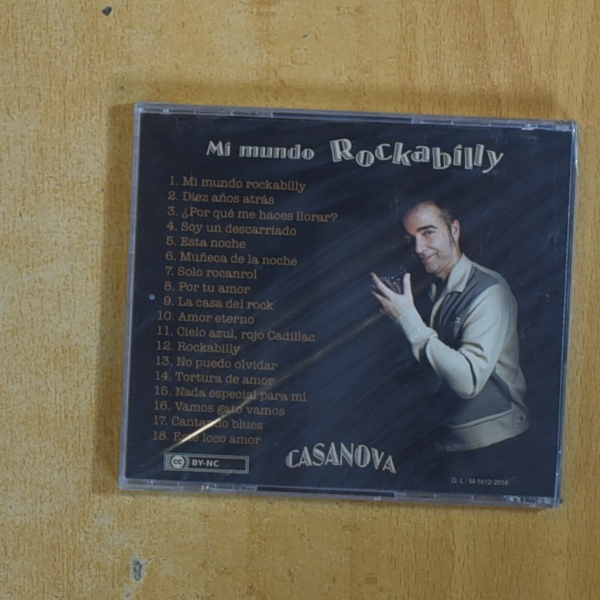 Mi mundo Rockabilly
1. Mi mundo rockabilly
2. Diez años atrás
3. ¿Por qué me haces llorar?
4. Soy un descarriado
5. Esta noche
6. Muñeca de la noche
7. Solo rocanrol
8. Por tu amor
9. La casa del rock
10. Amor eterno
11. Cielo azul, rojo Cadillac
12. Rockabilly
13. No puedo olvidar
14. Tortura de amor
15. Nada especial para mi
16. Vamos gato vamos
17. Cantando blues
18. Este loco amor
cc BY-NC
CASANOVA
D. L. M-1612-2016